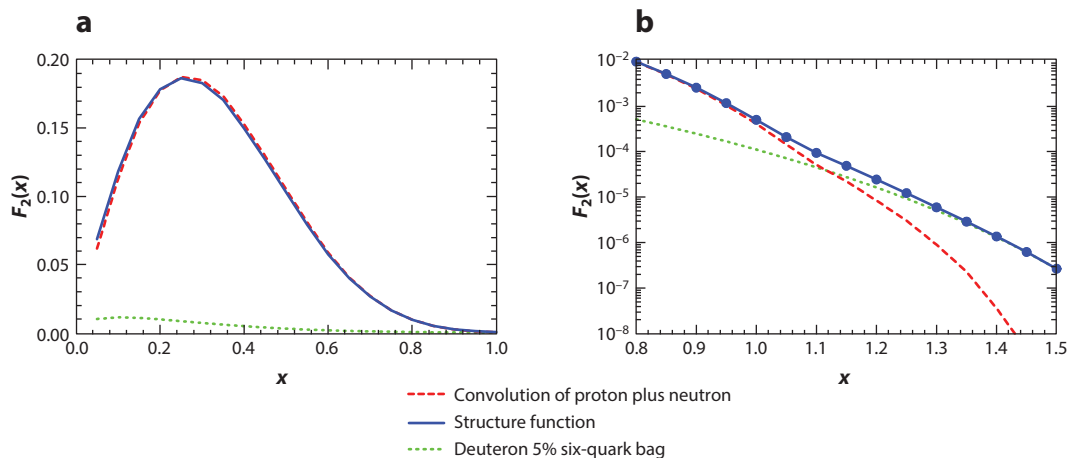 a
b
0.20
0.15
0.10
0.05
0.00
F₂(x)
0.0 0.2 0.4 0.6 0.8 1.0
x
10⁻²
10⁻³
10⁻⁴
10⁻⁵
10⁻⁶
10⁻⁷
10⁻⁸
F₂(x)
0.8 0.9 1.0 1.1 1.2 1.3 1.4 1.5
x
Convolution of proton plus neutron
Structure function
Deuteron 5% six-quark bag